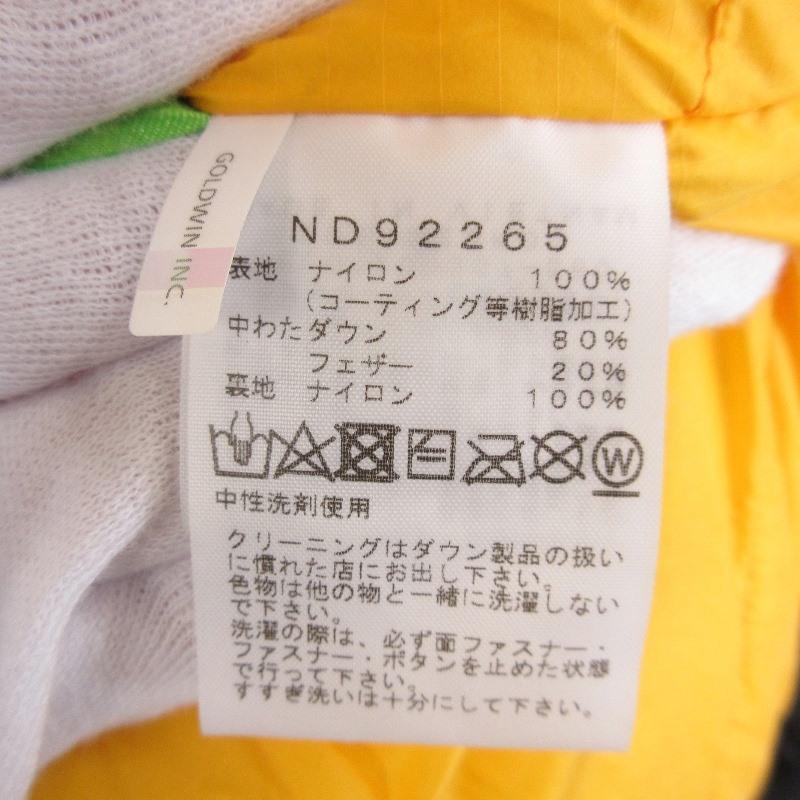 GOLDWIN INC.
ND92265
表地 ナイロン 100%
(コーティング等樹脂加工)
中わた ダウン 80%
フェザー 20%
裏地 ナイロン 100%
W
中性洗剤使用
クリーニングはダウン製品の扱い
に慣れた店にお出し下さい。
色物は他の物と一緒に洗濯しない
で下さい。
洗濯の際は、必ず面ファスナー・
ファスナー・ボタンを止めた状態
で行って下さい。
すすぎ洗いは十分にして下さい。